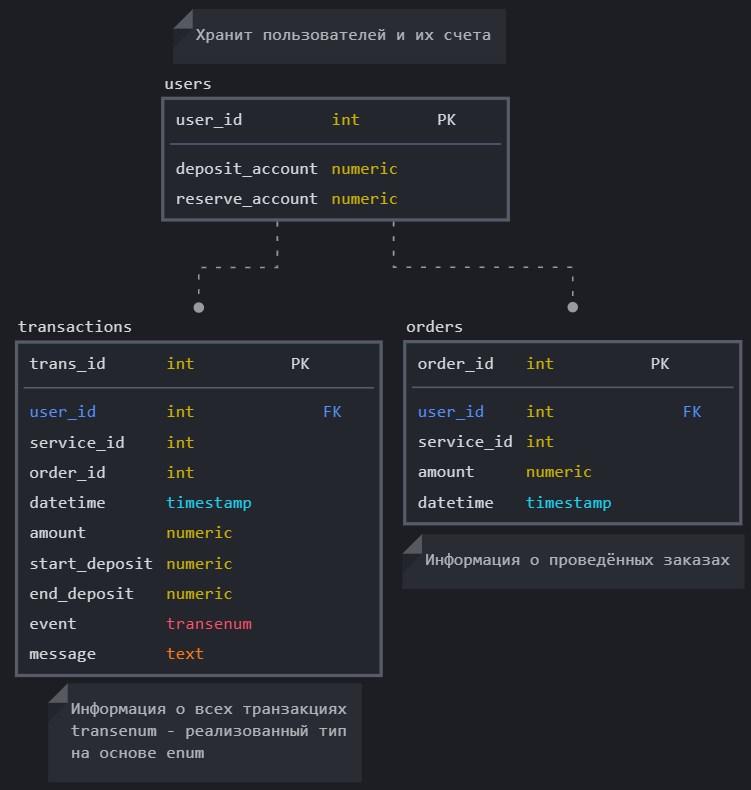 Хранит пользователей и их счета
users
user_id int PK
deposit_account numeric
reserve_account numeric
transactions
trans_id int PK
user_id int FK
service_id int
order_id int
datetime timestamp
amount numeric
start_deposit numeric
end_deposit numeric
event transenum
message text
Информация о всех транзакциях
transenum - реализованный тип
на основе enum
orders
order_id int PK
user_id int FK
service_id int
amount numeric
datetime timestamp
Информация о проведённых заказах